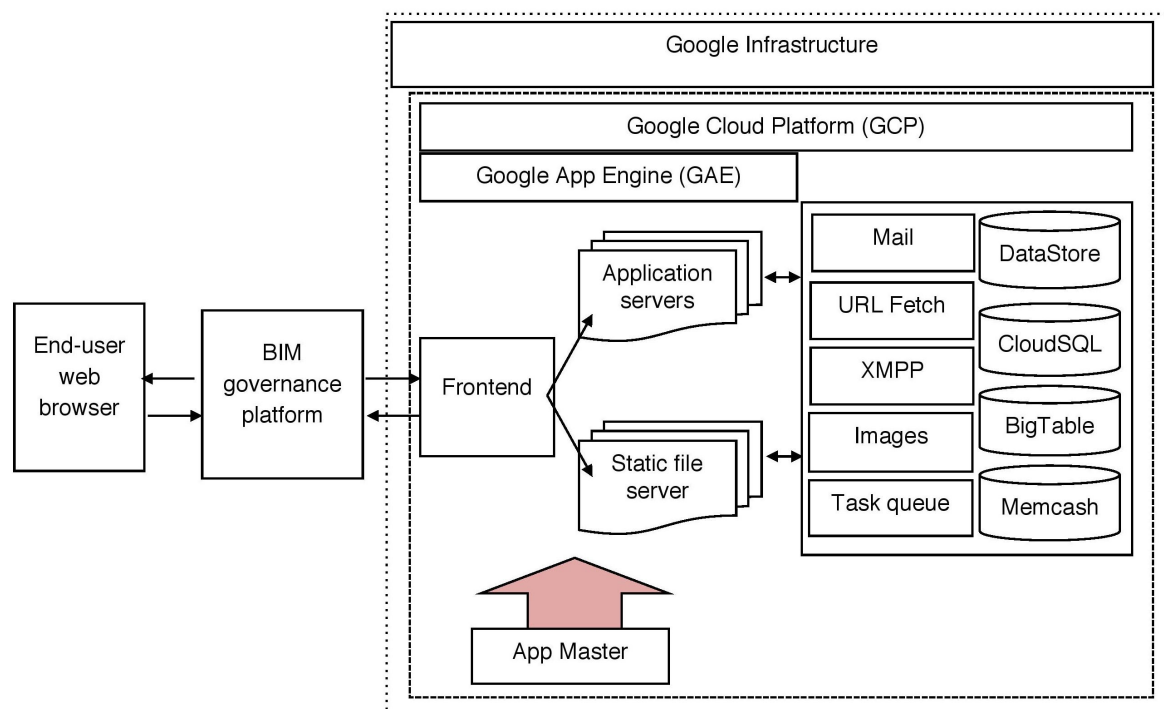 Google Infrastructure
Google Cloud Platform (GCP)
Google App Engine (GAE)
End-user
web
browser
BIM
governance
platform
Frontend
Application
servers
Static file
server
Mail
URL Fetch
XMPP
Images
Task queue
DataStore
CloudSQL
BigTable
Memcash
App Master